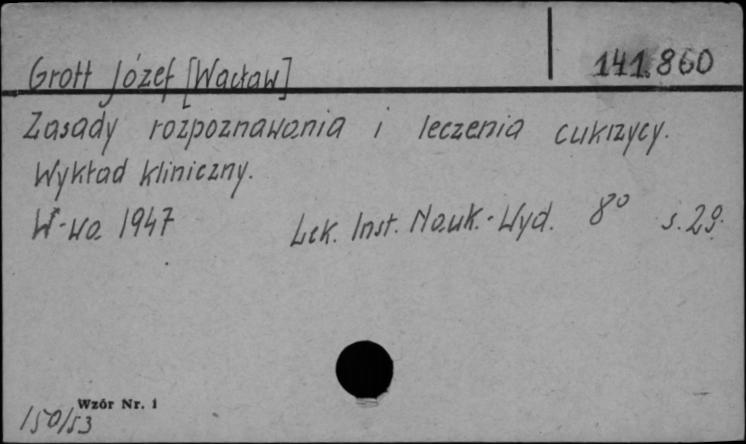 141.860
Grott Józef [Wacław]
Zasady rozpoznawania i leczenia cukrzycy.
Wykład kliniczny.
W-wa 1947 Lek. Inst. Nauk.-Wyd. 8° s. 29.
Wzór Nr. 1
150/53